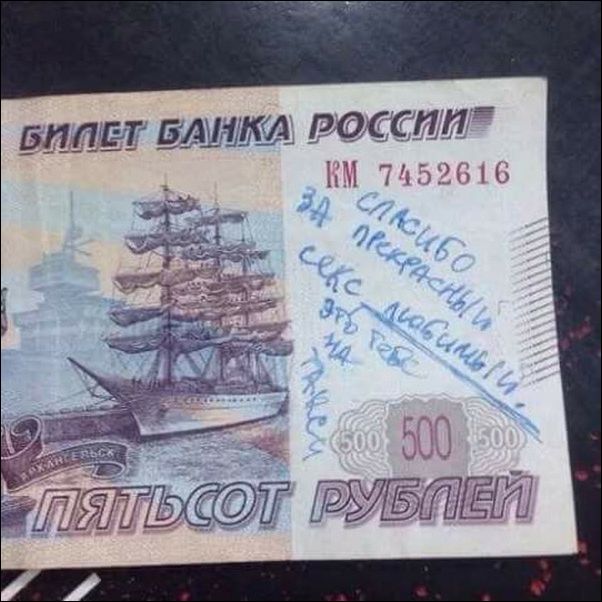 БИЛЕТ БАНКА РОССИИ
КМ 7452616
СПАСИБО
ЗА ПРЕКРАСНЫЙ
СЕКС ЛЮБИМЫЙ.
ЭТО ТЕБЕ
НА
ТАКСИ
500 500 500
АРХАНГЕЛЬСК
ПЯТЬСОТ РУБЛЕЙ